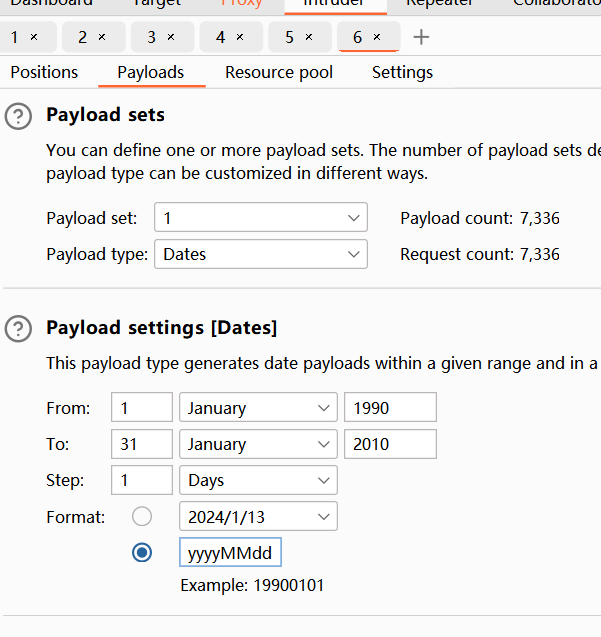 Dashboard Target Proxy Intruder Repeater Collaborato
1 × 2 × 3 × 4 × 5 × 6 × +
Positions Payloads Resource pool Settings
? Payload sets
You can define one or more payload sets. The number of payload sets de
payload type can be customized in different ways.
Payload set: 1 Payload count: 7,336
Payload type: Dates Request count: 7,336
? Payload settings [Dates]
This payload type generates date payloads within a given range and in a
From: 1 January 1990
To: 31 January 2010
Step: 1 Days
Format: 2024/1/13
yyyyMMdd
Example: 19900101